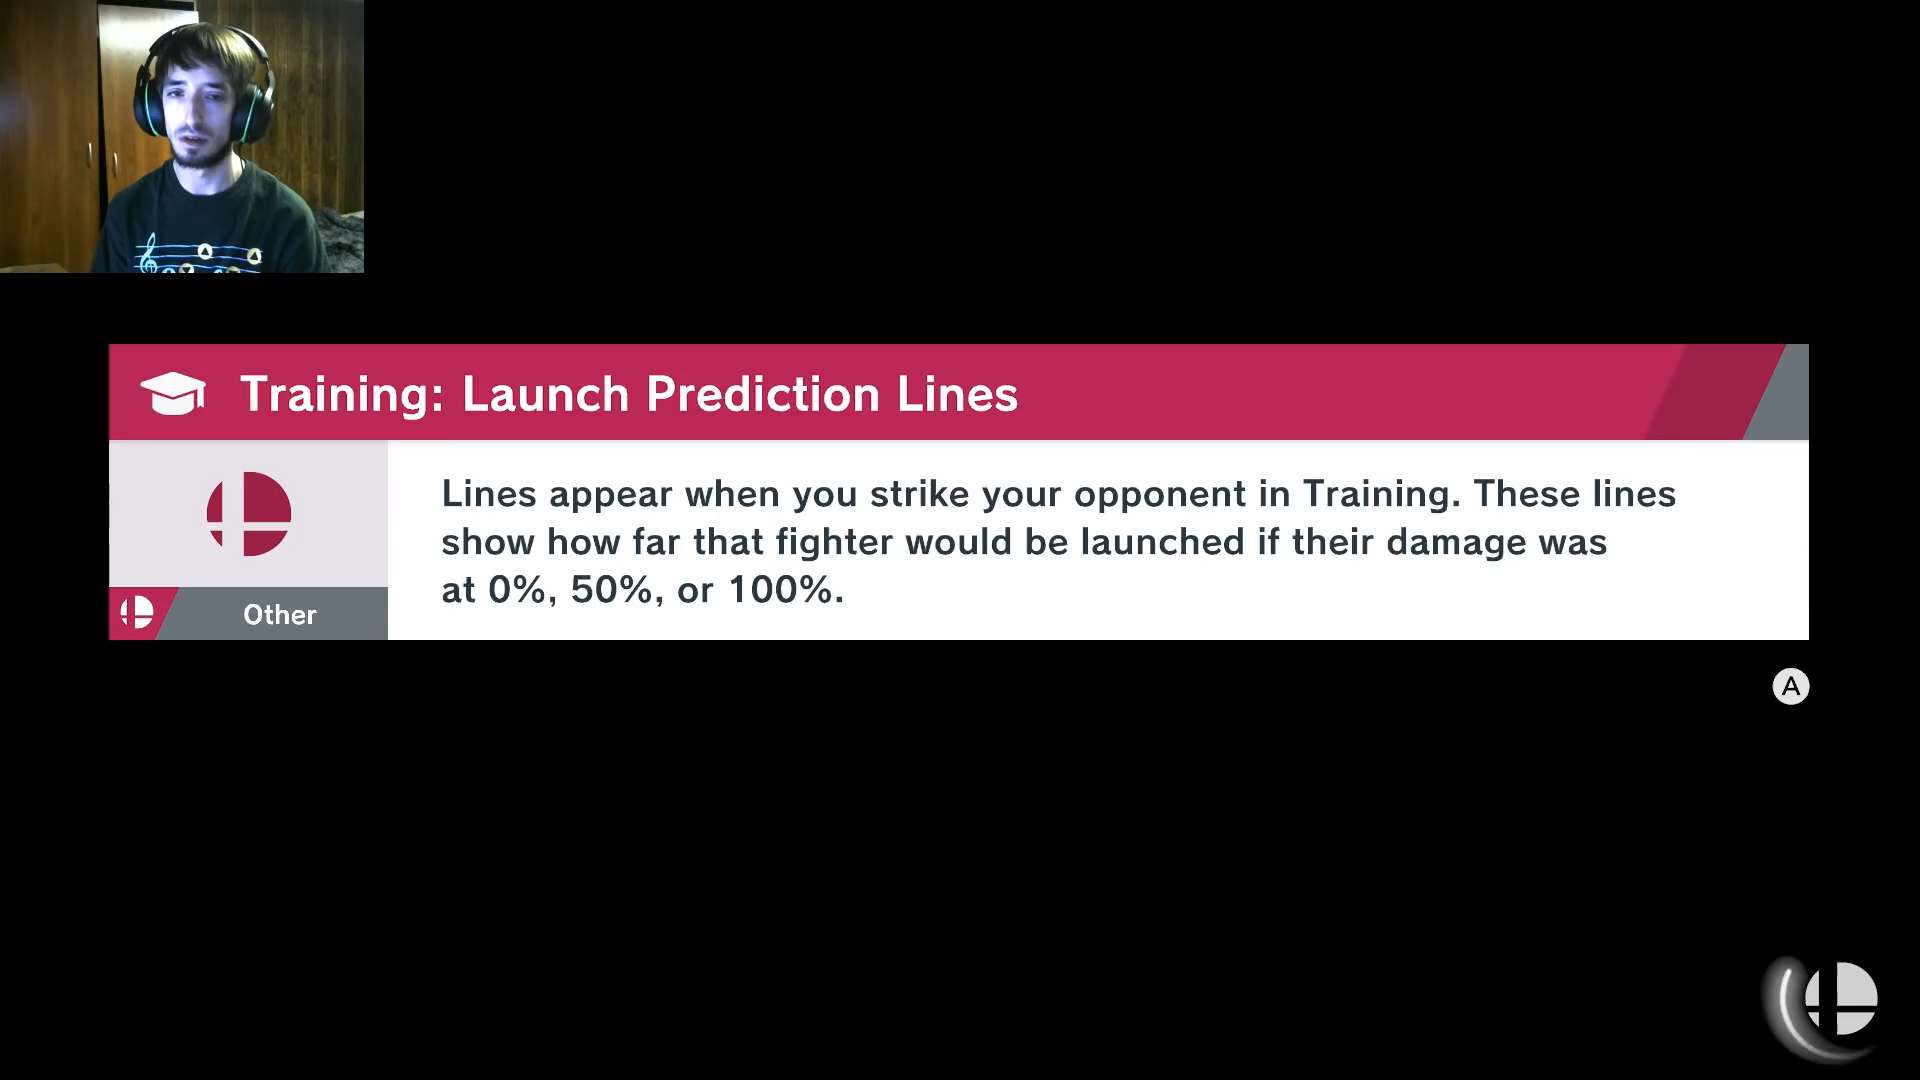 Training: Launch Prediction Lines
Lines appear when you strike your opponent in Training. These lines
show how far that fighter would be launched if their damage was
at 0%, 50%, or 100%.
Other
A